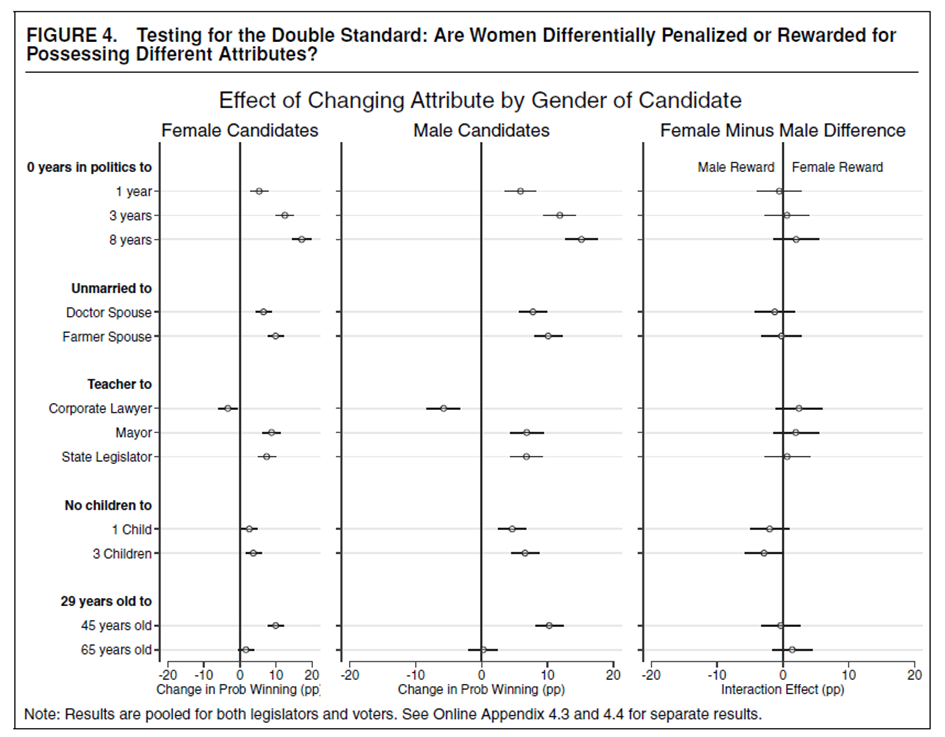 FIGURE 4. Testing for the Double Standard: Are Women Differentially Penalized or Rewarded for
Possessing Different Attributes?
Effect of Changing Attribute by Gender of Candidate
Female Candidates Male Candidates Female Minus Male Difference
0 years in politics to Male Reward Female Reward
1 year
3 years
8 years
Unmarried to
Doctor Spouse
Farmer Spouse
Teacher to
Corporate Lawyer
Mayor
State Legislator
No children to
1 Child
3 Children
29 years old to
45 years old
65 years old
-20 -10 0 10 20 -20 -10 0 10 20 -20 -10 0 10 20
Change in Prob Winning (pp) Change in Prob Winning (pp) Interaction Effect (pp)
Note: Results are pooled for both legislators and voters. See Online Appendix 4.3 and 4.4 for separate results.